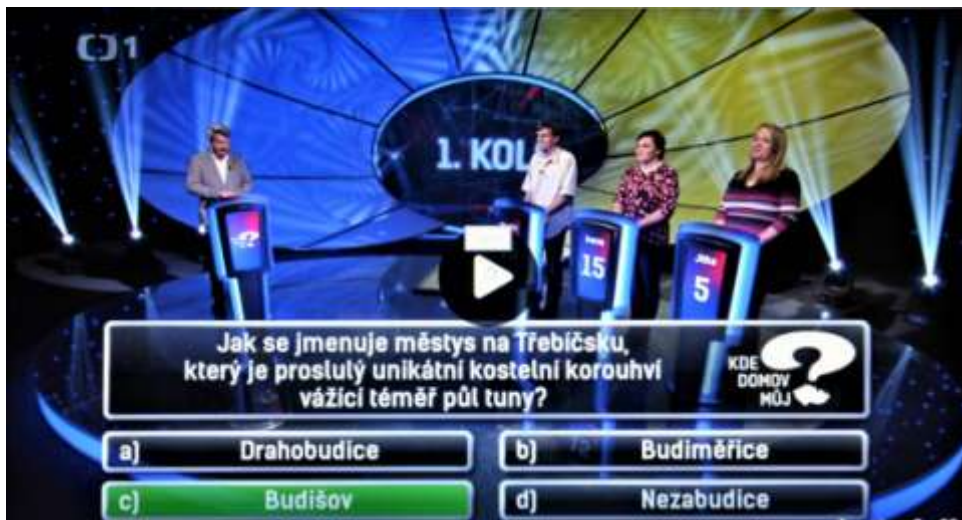 1
1. KOL
15
5
Jak se jmenuje městys na Třebíčsku,
který je proslulý unikátní kostelní korouhví
vážící téměř půl tuny?
KDE
DOMOV
MŮJ
?
a) Drahobudice
b) Budiměřice
c) Budišov
d) Nezabudice